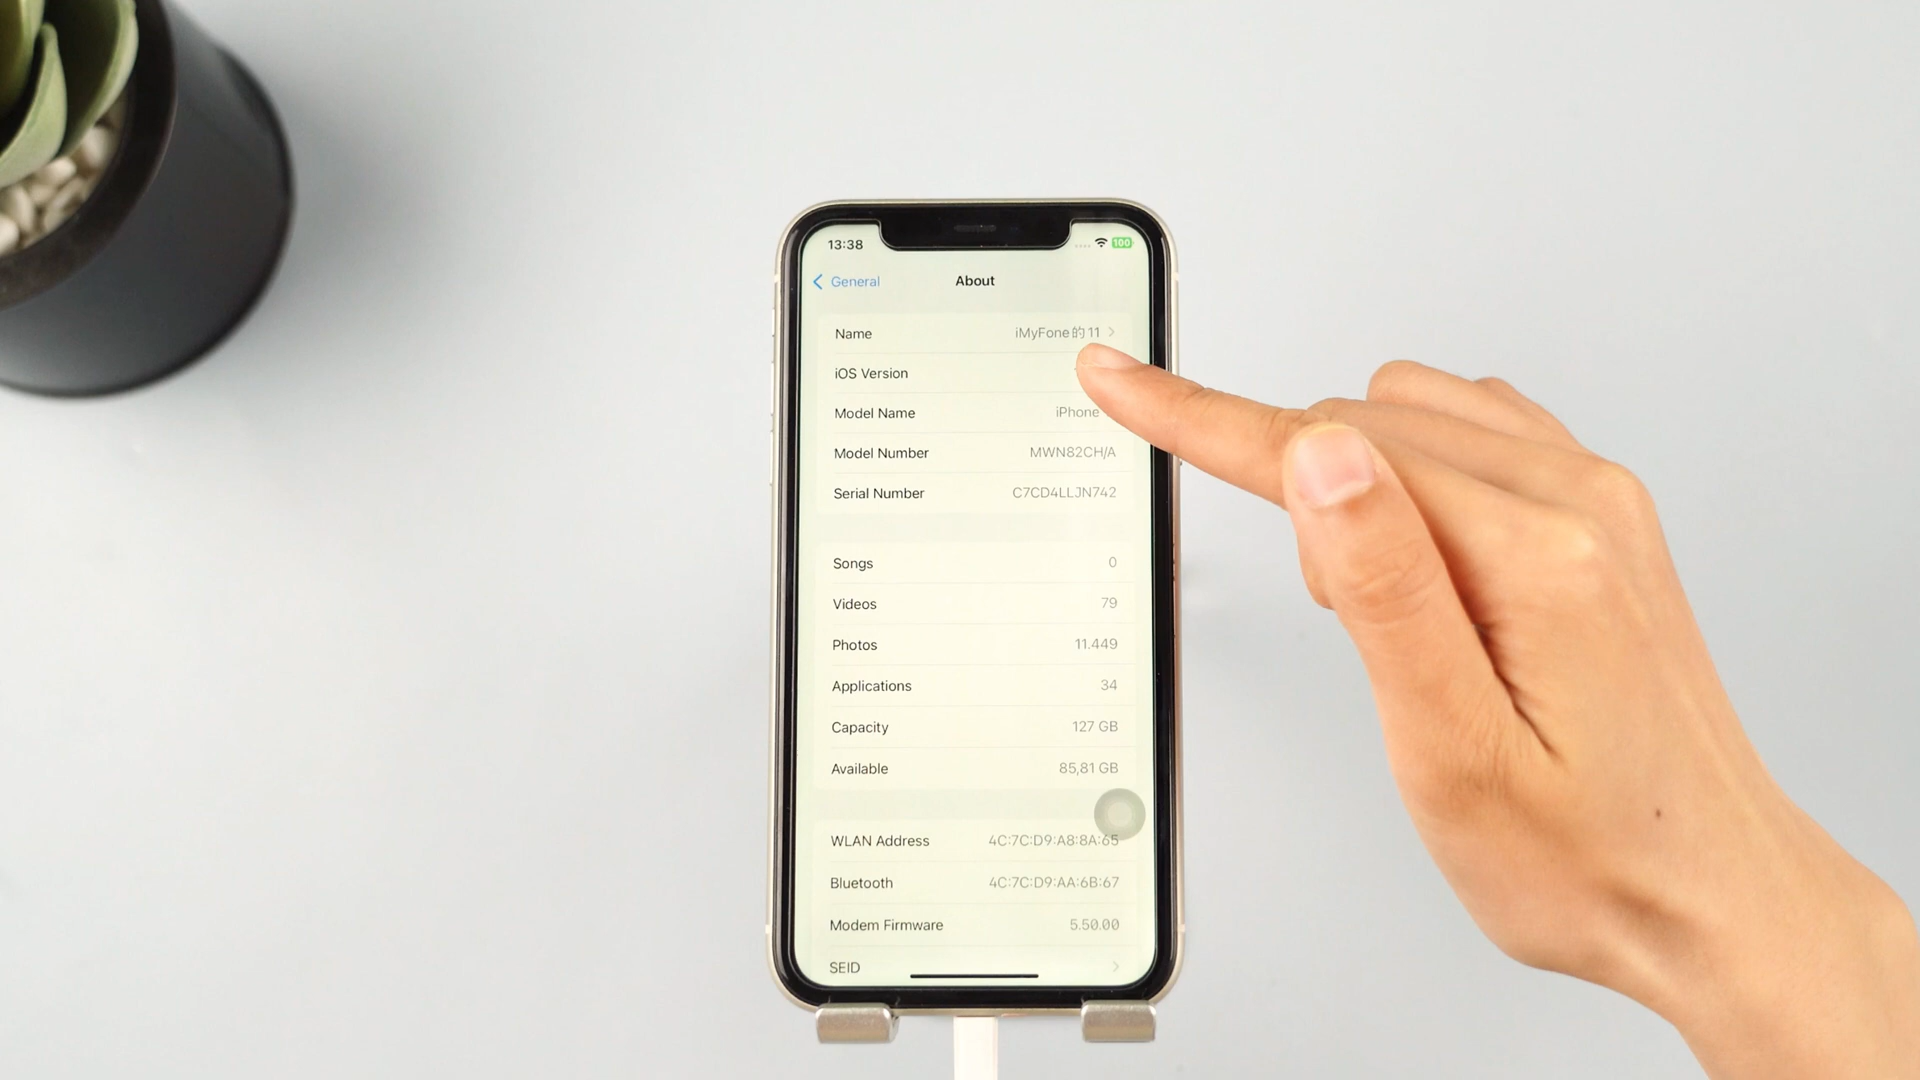 13:38
100
General
About
Name iMyFone的11
iOS Version
Model Name iPhone
Model Number MWN82CH/A
Serial Number C7CD4LLJN742
Songs 0
Videos 79
Photos 11.449
Applications 34
Capacity 127 GB
Available 85,81 GB
WLAN Address 4C:7C:D9:A8:8A:65
Bluetooth 4C:7C:D9:AA:6B:67
Modem Firmware 5.50.00
SEID